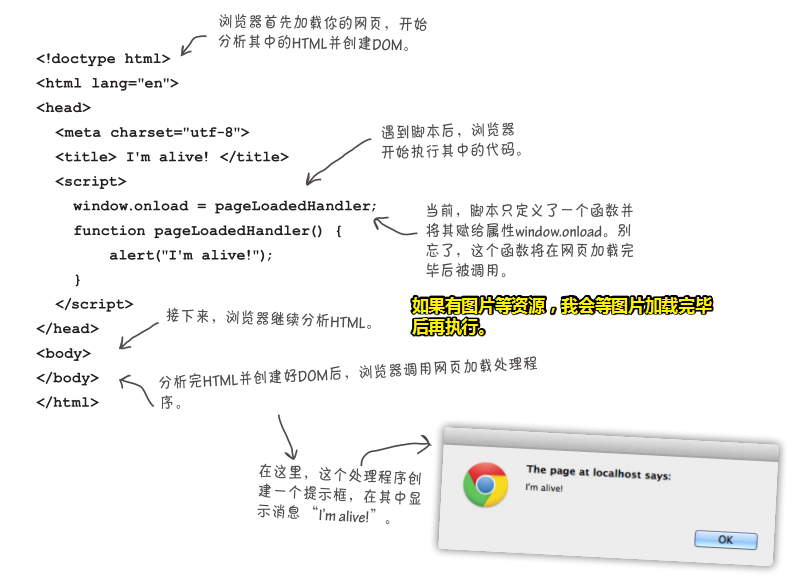 浏览器首先加载你的网页，开始
分析其中的HTML并创建DOM。
<!doctype html>
<html lang="en">
<head>
<meta charset="utf-8">
<title> I'm alive! </title>
<script>
遇到脚本后，浏览器
开始执行其中的代码。
window.onload = pageLoadedHandler;
function pageLoadedHandler() {
alert("I'm alive!");
}
当前，脚本只定义了一个函数并
将其赋给属性window.onload。别
忘了，这个函数将在网页加载完
毕后被调用。
</script>
如果有图片等资源，我会等图片加载完毕
后再执行。
接下来，浏览器继续分析HTML。
</head>
<body>
</body>
</html>
分析完HTML并创建好DOM后，浏览器调用网页加载处理程
序。
在这里，这个处理程序创
建一个提示框，在其中显
示消息“I'm alive!”。
The page at localhost says:
I'm alive!
OK